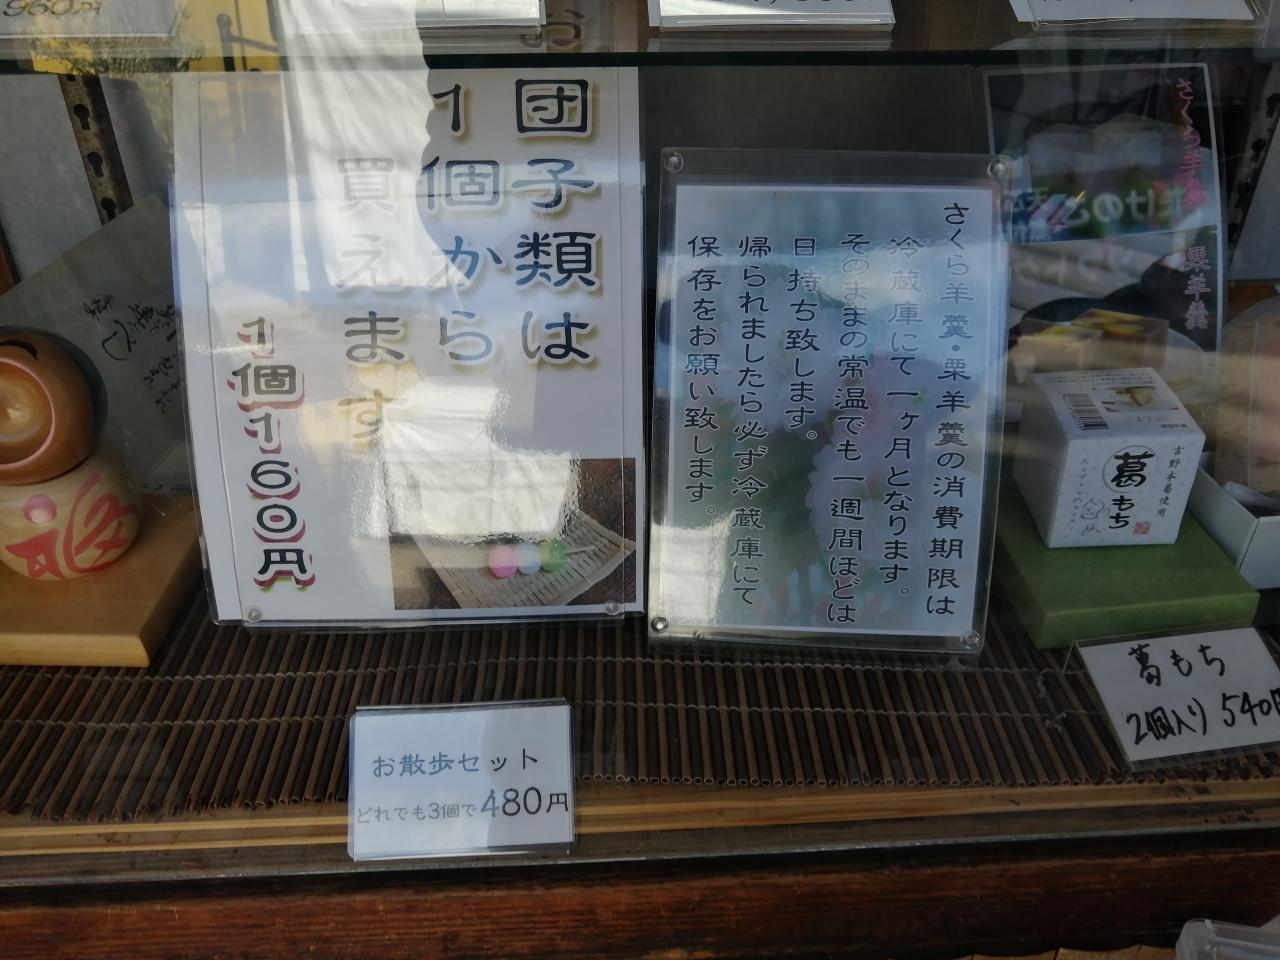 960円
団子類は
1個から
買えます
1個160円
さくら羊羹・栗羊羹の消費期限は
冷蔵庫にて一ヶ月となります。
そのままの常温でも一週間ほどは
日持ち致します。
帰られましたら必ず冷蔵庫にて
保存をお願い致します。
さくら羊羹
栗羊羹
吉野本葛使用
葛もち
葛もち
2個入り 540円
お散歩セット
どれでも3個で480円